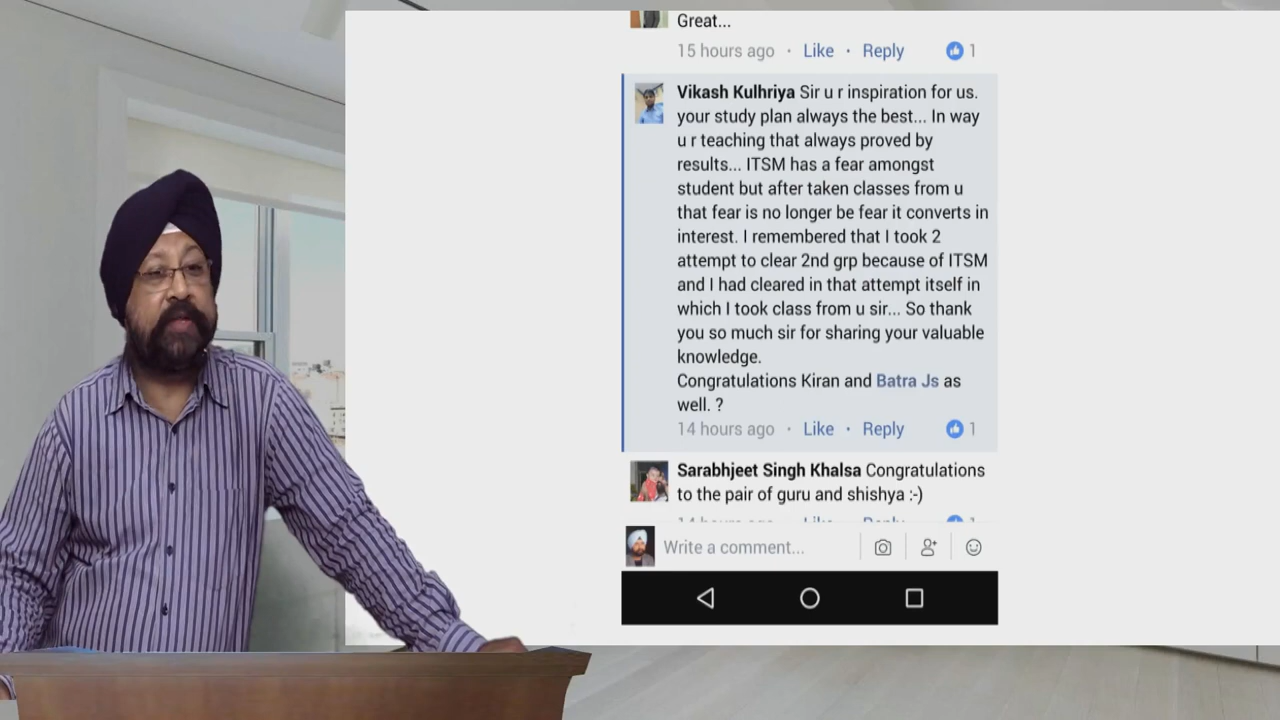 Great...
15 hours ago · Like · Reply 1
Vikash Kulhriya Sir u r inspiration for us.
your study plan always the best... In way
u r teaching that always proved by
results... ITSM has a fear amongst
student but after taken classes from u
that fear is no longer be fear it converts in
interest. I remembered that I took 2
attempt to clear 2nd grp because of ITSM
and I had cleared in that attempt itself in
which I took class from u sir... So thank
you so much sir for sharing your valuable
knowledge.
Congratulations Kiran and Batra Js as
well. ?
14 hours ago · Like · Reply 1
Sarabhjeet Singh Khalsa Congratulations
to the pair of guru and shishya :-)
Write a comment...